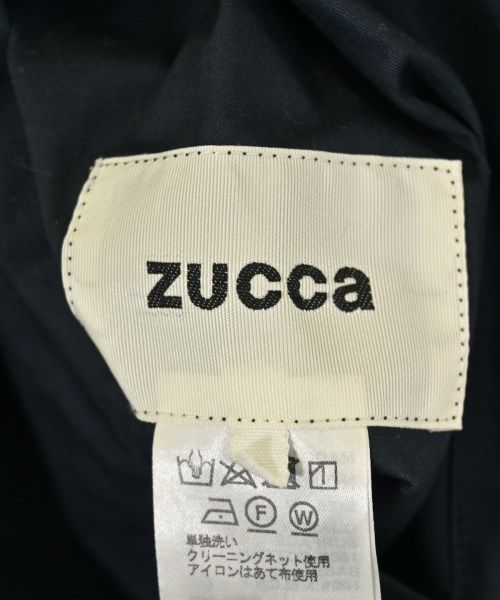 zucca
F W
単独洗い
クリーニングネット使用
アイロンはあて布使用